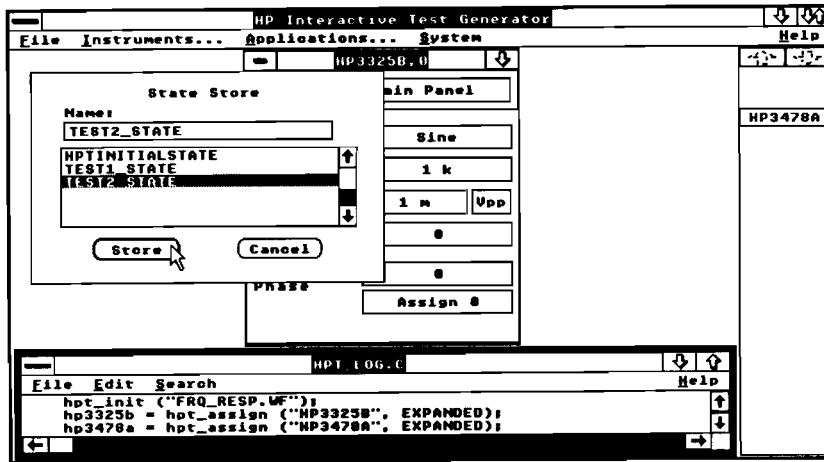 HP Interactive Test Generator
File Instruments... Applications... System Help
HP3325B,0
State Store
Name:
TEST2_STATE
HPTINITIALSTATE
TEST1_STATE
TEST2_STATE
Store Cancel
ain Panel
Sine
1 k
1 m Vpp
0
0
Phase
Assign 0
HP3478A
HPT_LOG.C
File Edit Search Help
hpt_init ("FRQ_RESP.WF");
hp3325b = hpt_assign ("HP3325B", EXPANDED);
hp3478a = hpt_assign ("HP3478A", EXPANDED);